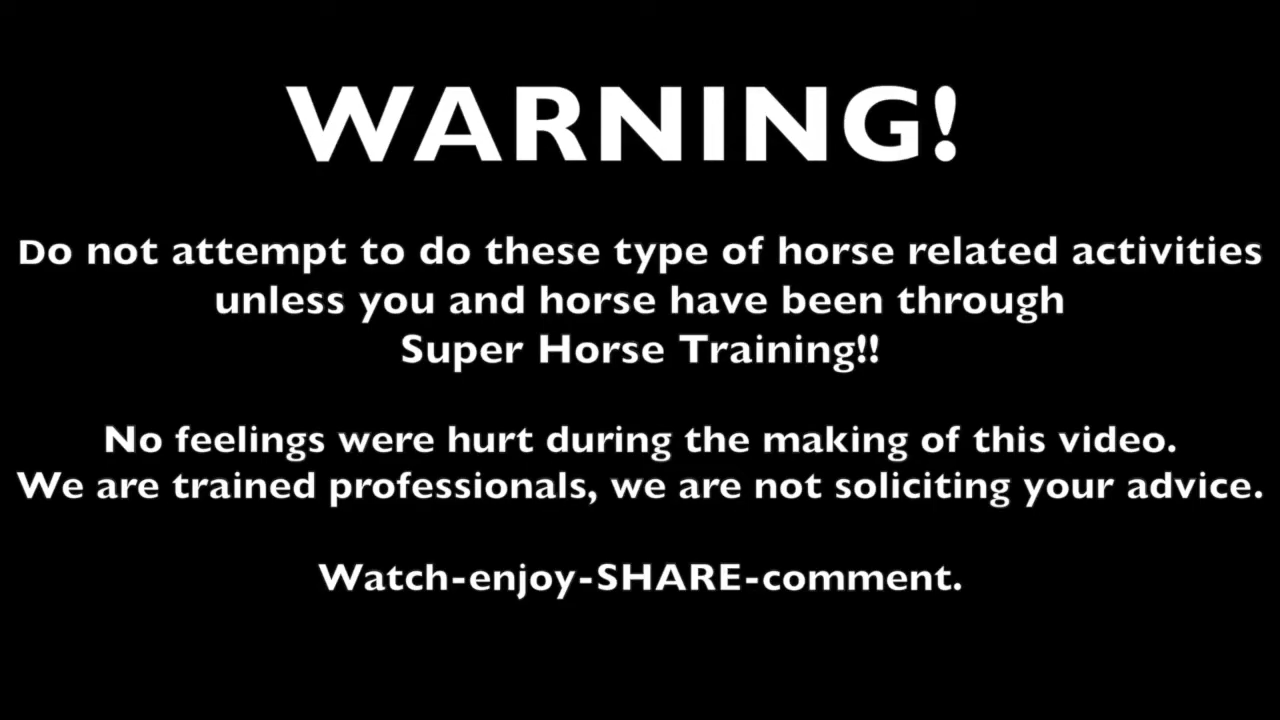 WARNING!
Do not attempt to do these type of horse related activities
unless you and horse have been through
Super Horse Training!!
No feelings were hurt during the making of this video.
We are trained professionals, we are not soliciting your advice.
Watch-enjoy-SHARE-comment.